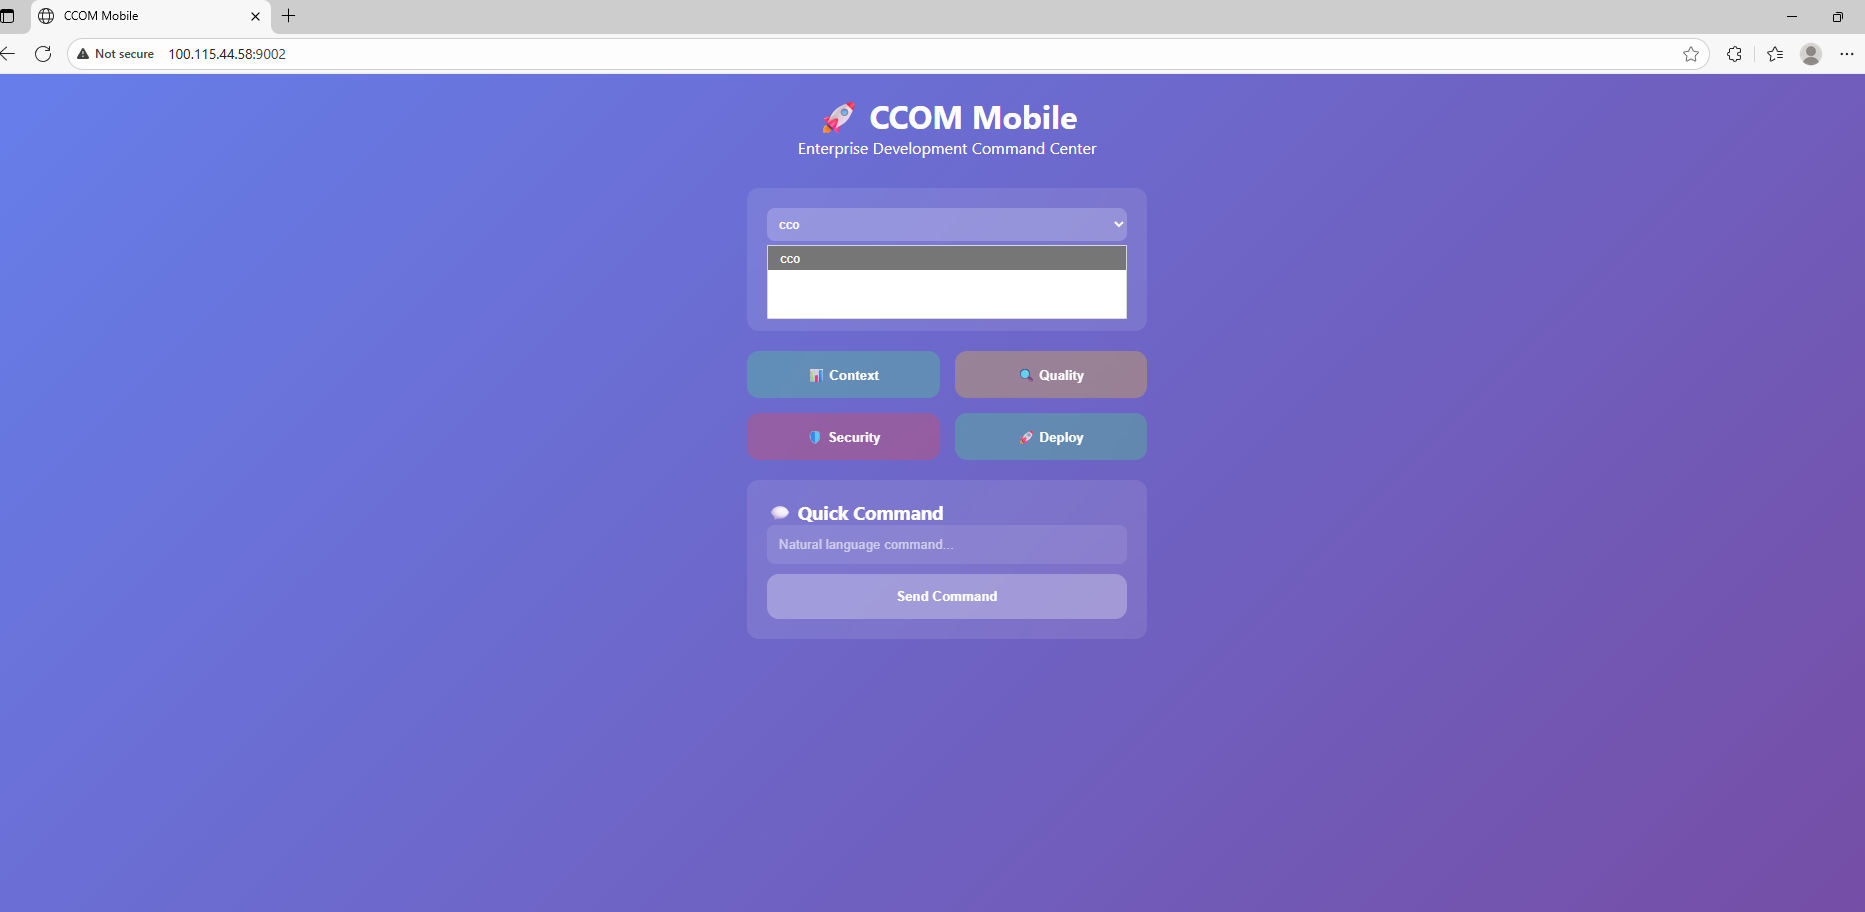 CCOM Mobile
Not secure 100.115.44.58:9002
CCOM Mobile
Enterprise Development Command Center
cco
cco
Context
Quality
Security
Deploy
Quick Command
Natural language command...
Send Command